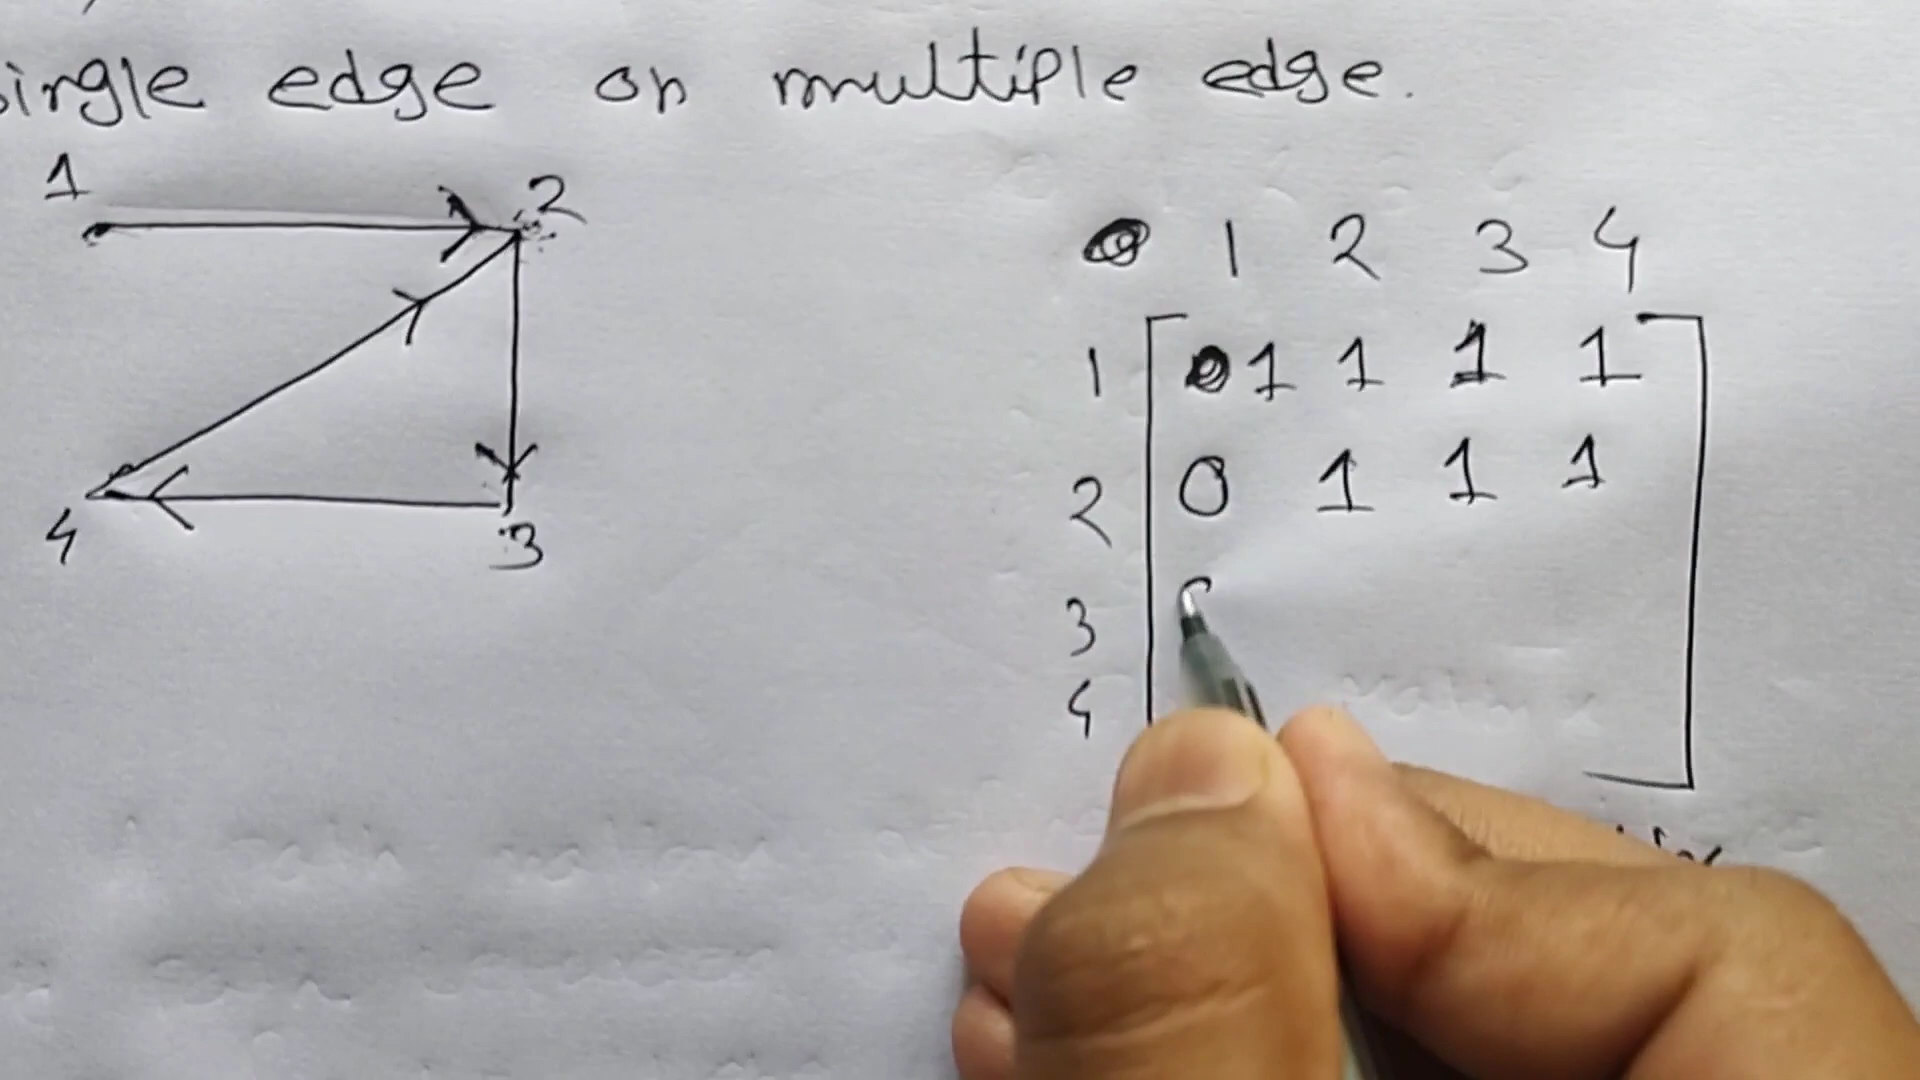 single edge or multiple edge.
1 2
4 3
1 2 3 4
1 1 1 1 1
2 0 1 1 1
3
4